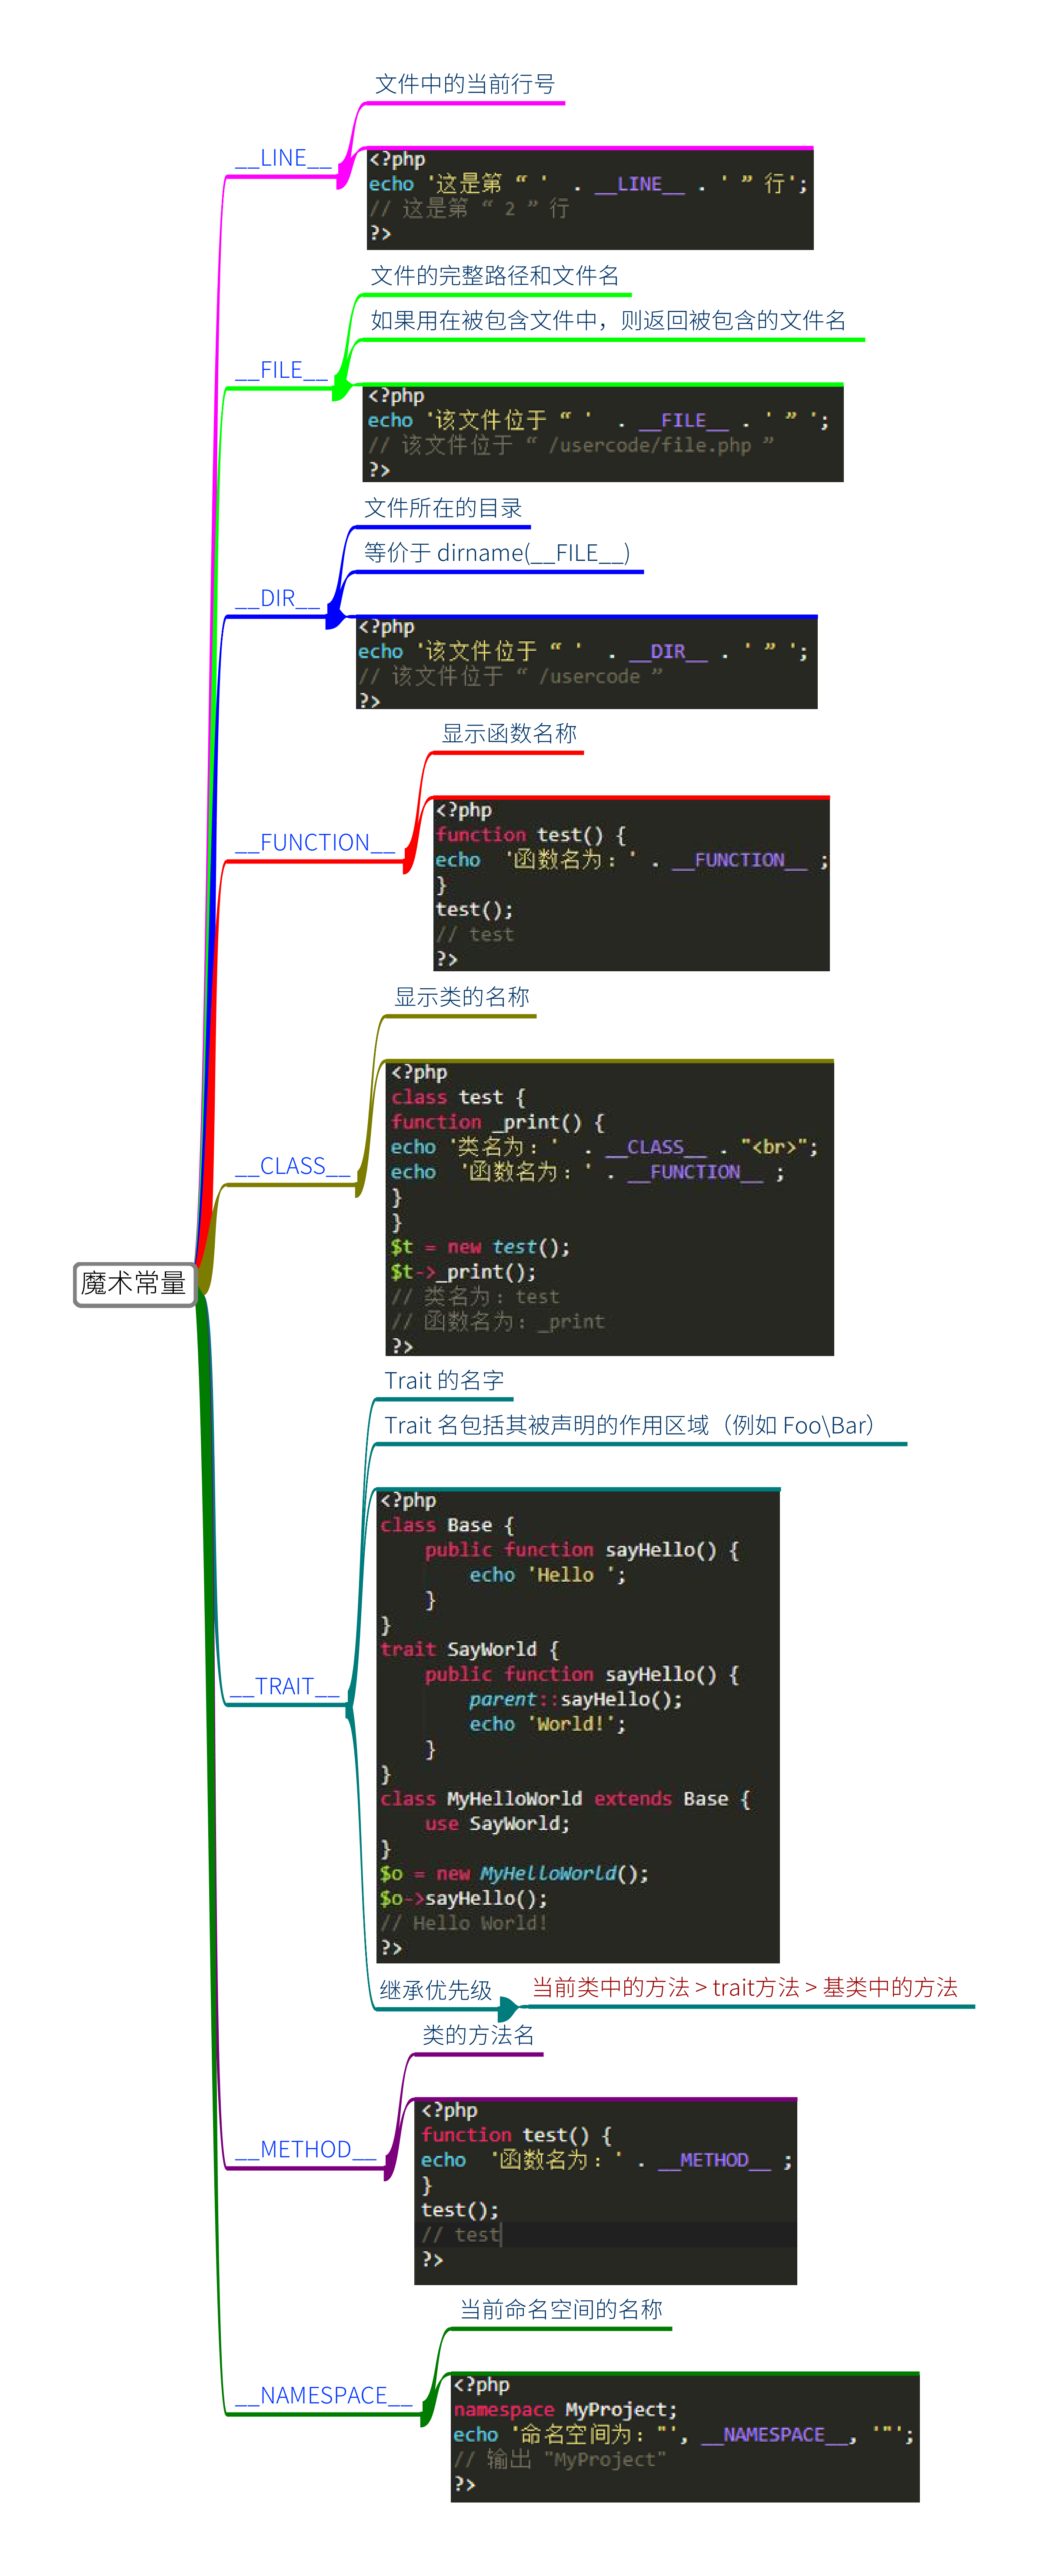 魔术常量
__LINE__
文件中的当前行号
<?php
echo '这是第 “ '  . __LINE__ . ' ” 行';
// 这是第 “ 2 ” 行
?>
__FILE__
文件的完整路径和文件名
如果用在被包含文件中，则返回被包含的文件名
<?php
echo '该文件位于 “ '  . __FILE__ . ' ” ';
// 该文件位于 “ /usercode/file.php ”
?>
__DIR__
文件所在的目录
等价于 dirname(__FILE__)
<?php
echo '该文件位于 “ '  . __DIR__ . ' ” ';
// 该文件位于 “ /usercode ”
?>
__FUNCTION__
显示函数名称
<?php
function test() {
echo  '函数名为：' . __FUNCTION__ ;
}
test();
// test
?>
__CLASS__
显示类的名称
<?php
class test {
function _print() {
echo '类名为：'  . __CLASS__ . "<br>";
echo  '函数名为：' . __FUNCTION__ ;
}
}
$t = new test();
$t->_print();
// 类名为：test
// 函数名为：_print
?>
__TRAIT__
Trait 的名字
Trait 名包括其被声明的作用区域（例如 Foo\Bar）
<?php
class Base {
    public function sayHello() {
        echo 'Hello ';
    }
}
trait SayWorld {
    public function sayHello() {
        parent::sayHello();
        echo 'World!';
    }
}
class MyHelloWorld extends Base {
    use SayWorld;
}
$o = new MyHelloWorld();
$o->sayHello();
// Hello World!
?>
继承优先级
当前类中的方法 > trait方法 > 基类中的方法
__METHOD__
类的方法名
<?php
function test() {
echo  '函数名为：' . __METHOD__ ;
}
test();
// test
?>
__NAMESPACE__
当前命名空间的名称
<?php
namespace MyProject;
echo '命名空间为："', __NAMESPACE__, '"';
// 输出 "MyProject"
?>